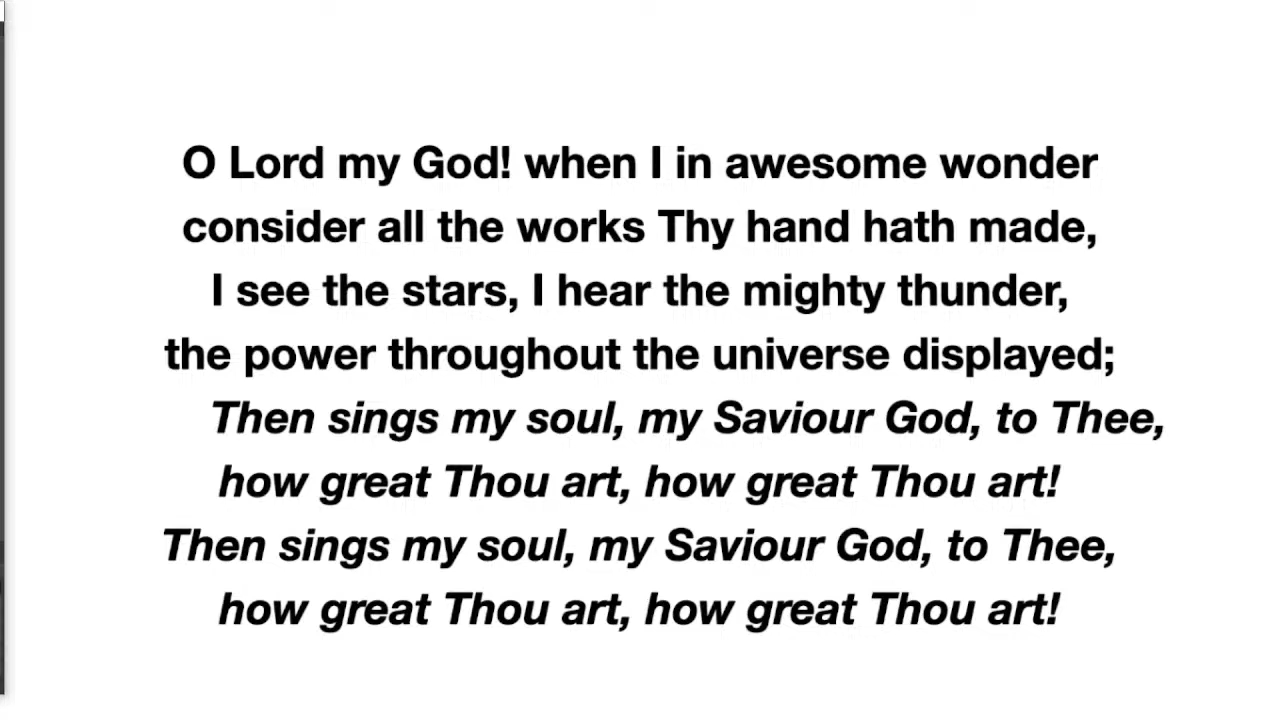 O Lord my God! when I in awesome wonder
consider all the works Thy hand hath made,
I see the stars, I hear the mighty thunder,
the power throughout the universe displayed;
Then sings my soul, my Saviour God, to Thee,
how great Thou art, how great Thou art!
Then sings my soul, my Saviour God, to Thee,
how great Thou art, how great Thou art!